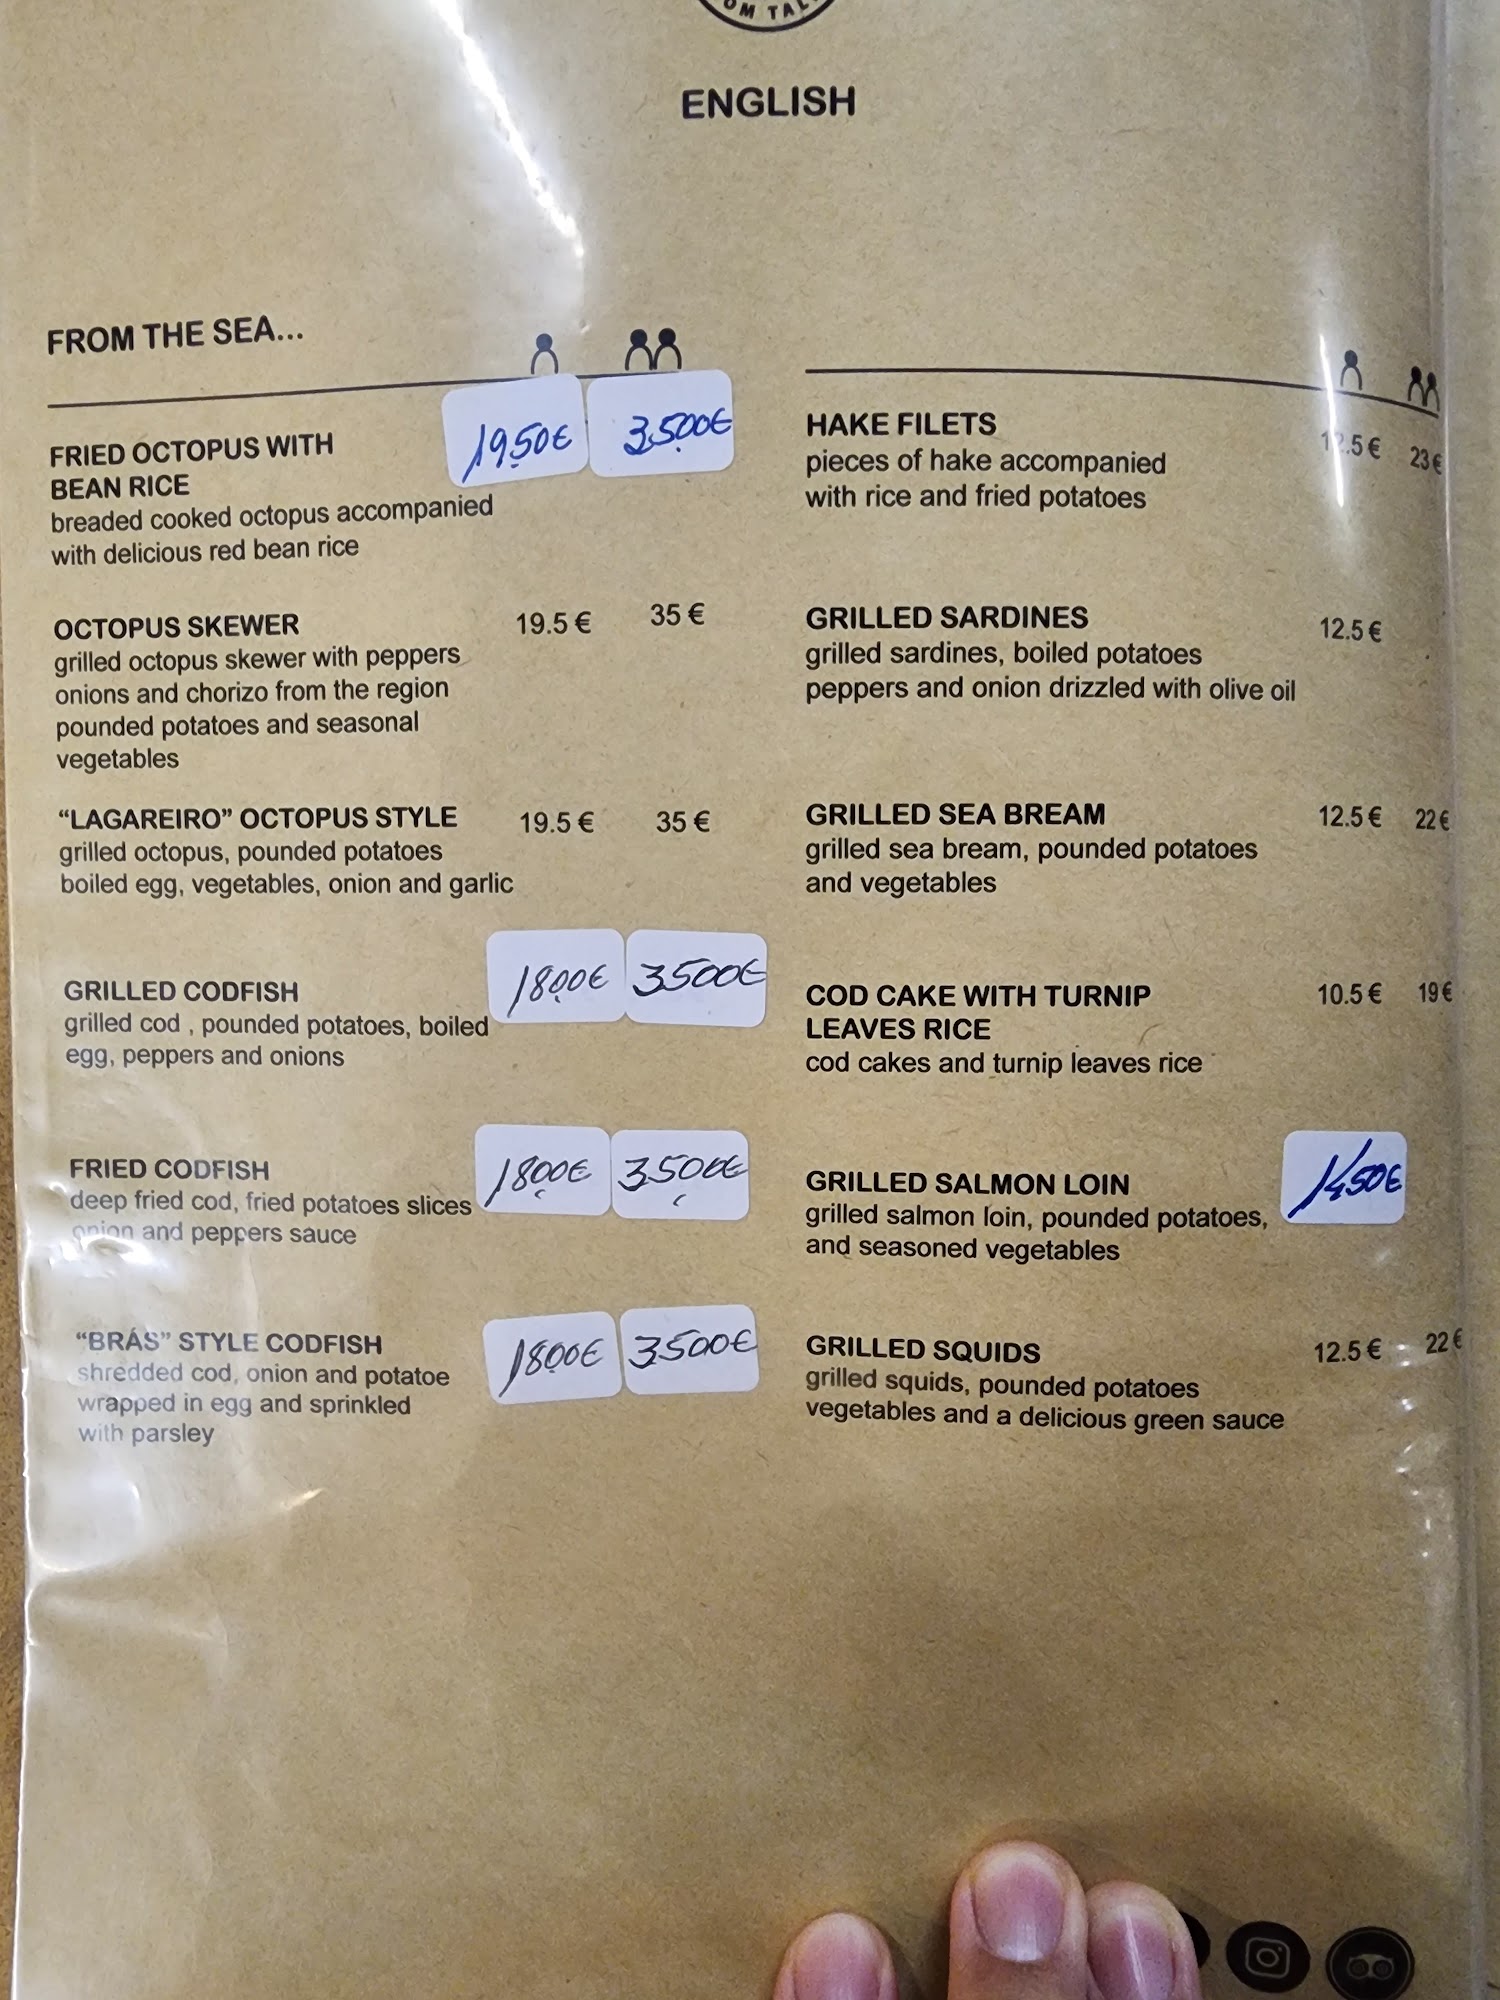 OM TAL
ENGLISH
FROM THE SEA...
FRIED OCTOPUS WITH 19,50€ 35,00€
BEAN RICE
breaded cooked octopus accompanied
with delicious red bean rice
OCTOPUS SKEWER 19.5 € 35 €
grilled octopus skewer with peppers
onions and chorizo from the region
pounded potatoes and seasonal
vegetables
“LAGAREIRO” OCTOPUS STYLE 19.5 € 35 €
grilled octopus, pounded potatoes
boiled egg, vegetables, onion and garlic
GRILLED CODFISH 18,00€ 35,00€
grilled cod , pounded potatoes, boiled
egg, peppers and onions
FRIED CODFISH 18,00€ 35,00€
deep fried cod, fried potatoes slices
onion and peppers sauce
“BRÁS” STYLE CODFISH 18,00€ 35,00€
shredded cod, onion and potatoe
wrapped in egg and sprinkled
with parsley
HAKE FILETS 12.5 € 23 €
pieces of hake accompanied
with rice and fried potatoes
GRILLED SARDINES 12.5 €
grilled sardines, boiled potatoes
peppers and onion drizzled with olive oil
GRILLED SEA BREAM 12.5 € 22 €
grilled sea bream, pounded potatoes
and vegetables
COD CAKE WITH TURNIP 10.5 € 19 €
LEAVES RICE
cod cakes and turnip leaves rice
GRILLED SALMON LOIN 14,50€
grilled salmon loin, pounded potatoes,
and seasoned vegetables
GRILLED SQUIDS 12.5 € 22 €
grilled squids, pounded potatoes
vegetables and a delicious green sauce